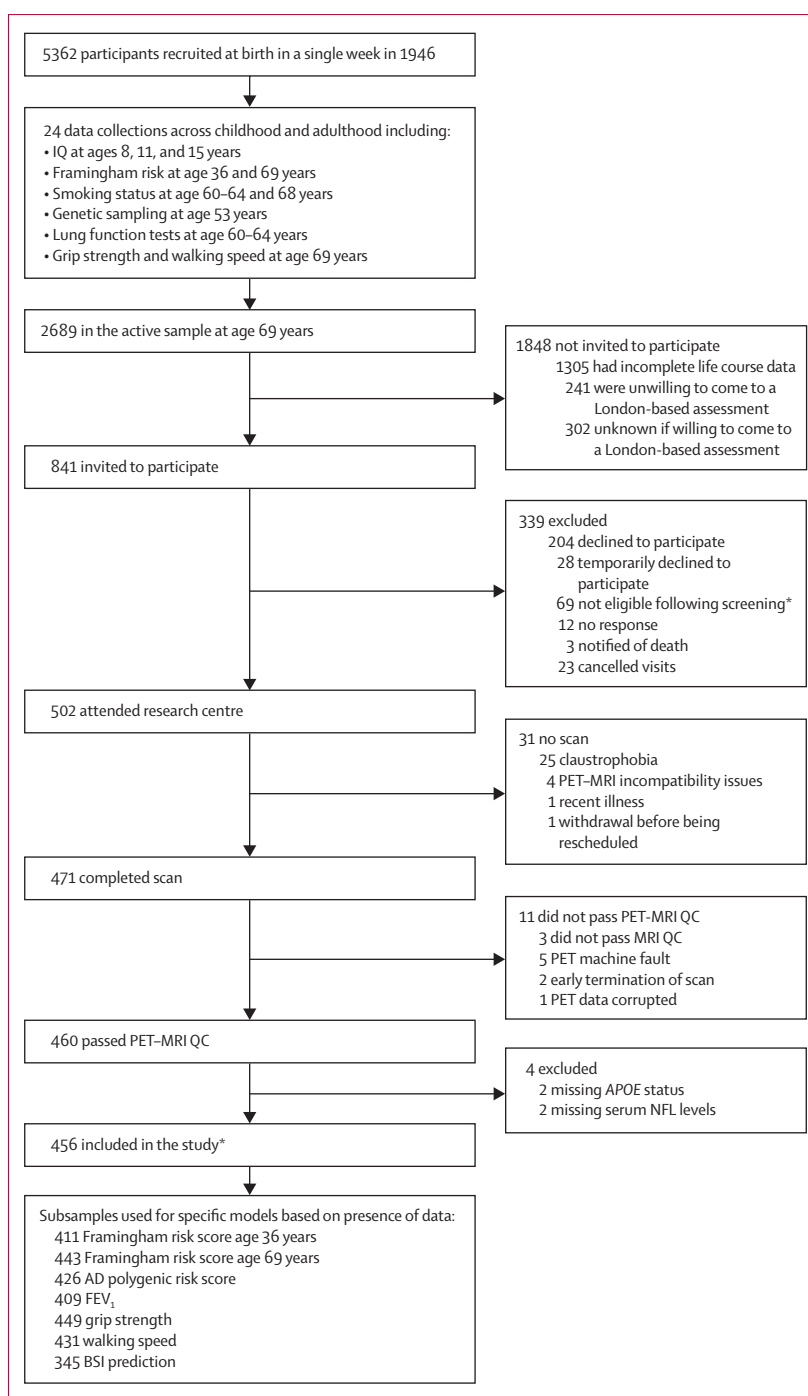 5362 participants recruited at birth in a single week in 1946
24 data collections across childhood and adulthood including:
• IQ at ages 8, 11, and 15 years
• Framingham risk at age 36 and 69 years
• Smoking status at age 60–64 and 68 years
• Genetic sampling at age 53 years
• Lung function tests at age 60–64 years
• Grip strength and walking speed at age 69 years
2689 in the active sample at age 69 years
1848 not invited to participate
1305 had incomplete life course data
241 were unwilling to come to a
London-based assessment
302 unknown if willing to come to
a London-based assessment
841 invited to participate
339 excluded
204 declined to participate
28 temporarily declined to
participate
69 not eligible following screening*
12 no response
3 notified of death
23 cancelled visits
502 attended research centre
31 no scan
25 claustrophobia
4 PET–MRI incompatibility issues
1 recent illness
1 withdrawal before being
rescheduled
471 completed scan
11 did not pass PET-MRI QC
3 did not pass MRI QC
5 PET machine fault
2 early termination of scan
1 PET data corrupted
460 passed PET–MRI QC
4 excluded
2 missing APOE status
2 missing serum NFL levels
456 included in the study*
Subsamples used for specific models based on presence of data:
411 Framingham risk score age 36 years
443 Framingham risk score age 69 years
426 AD polygenic risk score
409 FEV₁
449 grip strength
431 walking speed
345 BSI prediction